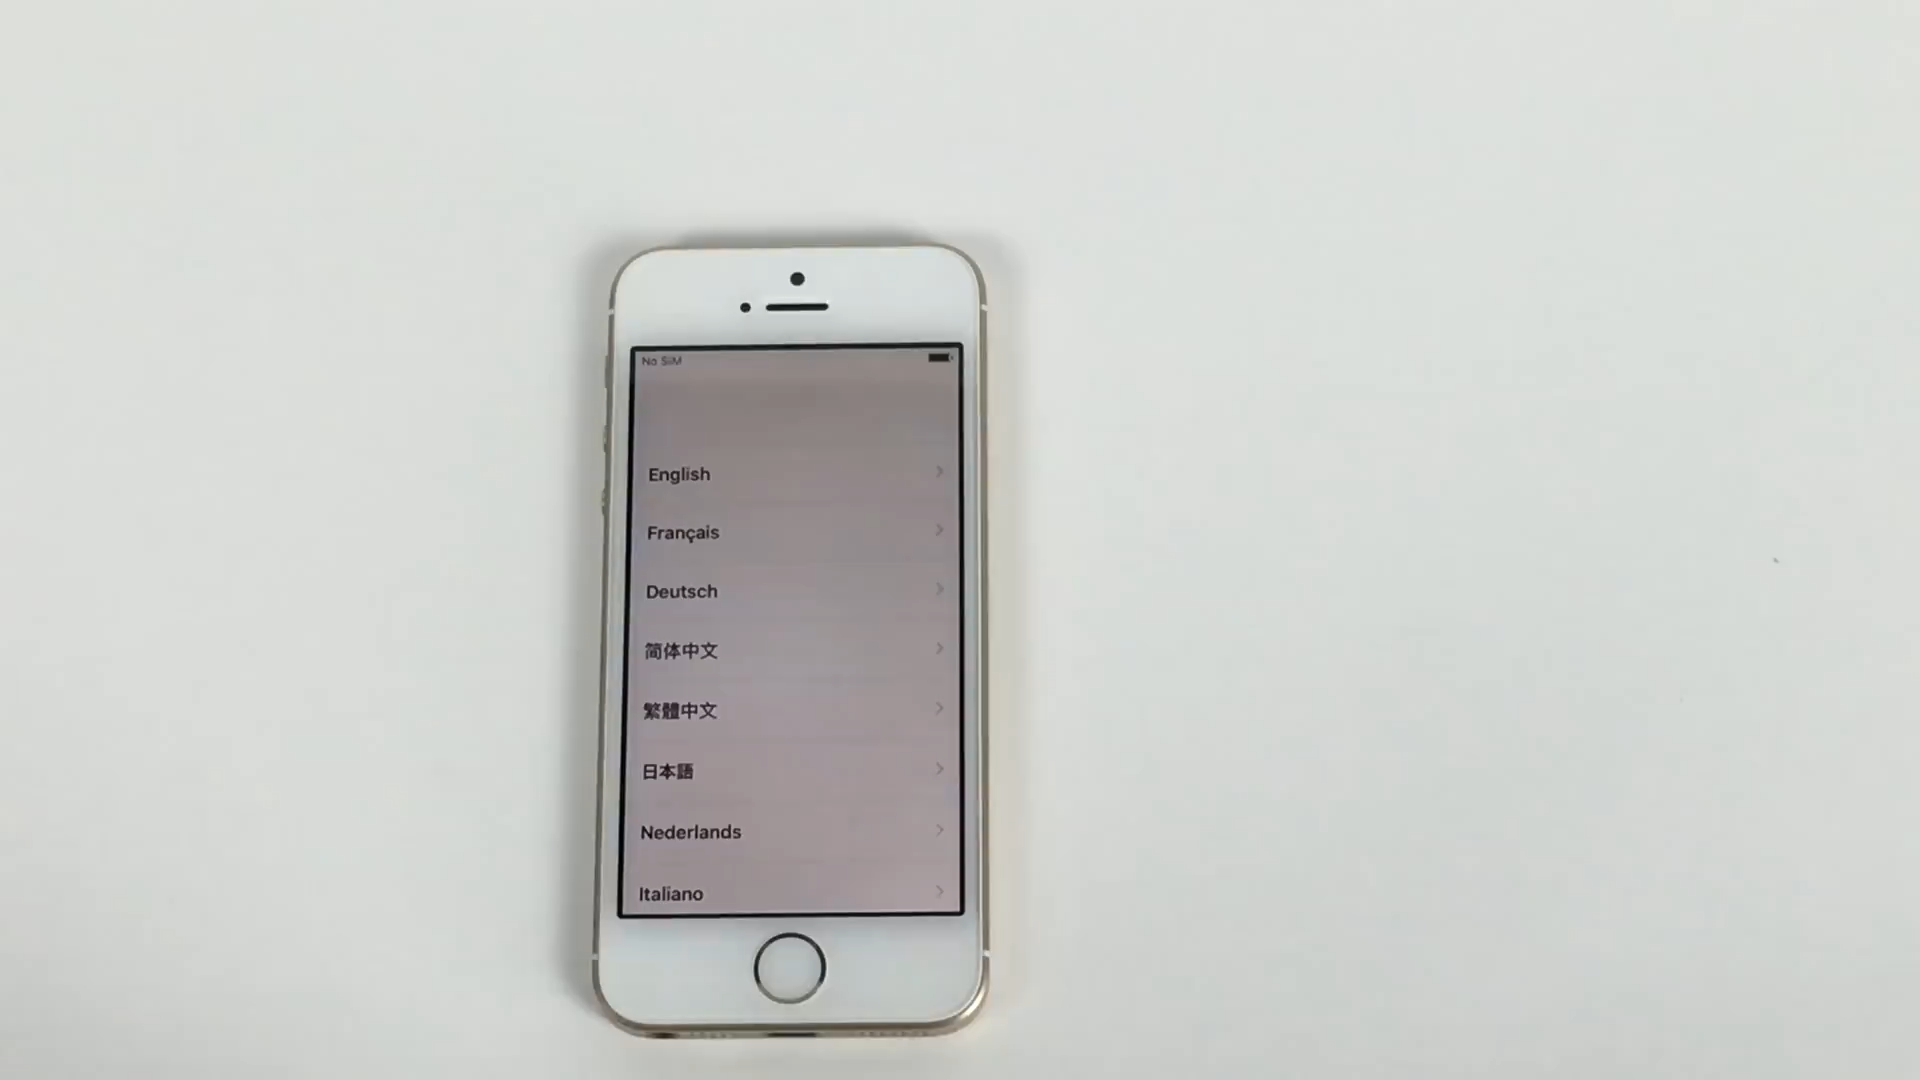 No SIM
English
Français
Deutsch
简体中文
繁體中文
日本語
Nederlands
Italiano